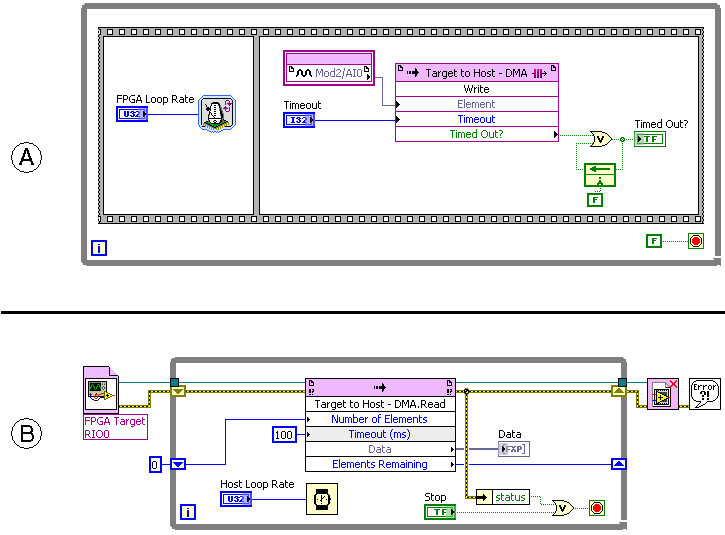 A
FPGA Loop Rate
U32
Mod2/AI0
Timeout
I32
Target to Host - DMA
Write
Element
Timeout
Timed Out?
V
Timed Out?
TF
F
i
F
B
FPGA Target
RIO0
0
100
Target to Host - DMA.Read
Number of Elements
Timeout (ms)
Data
Elements Remaining
Data
FXP
Host Loop Rate
U32
Stop
TF
status
V
i
Error
?!